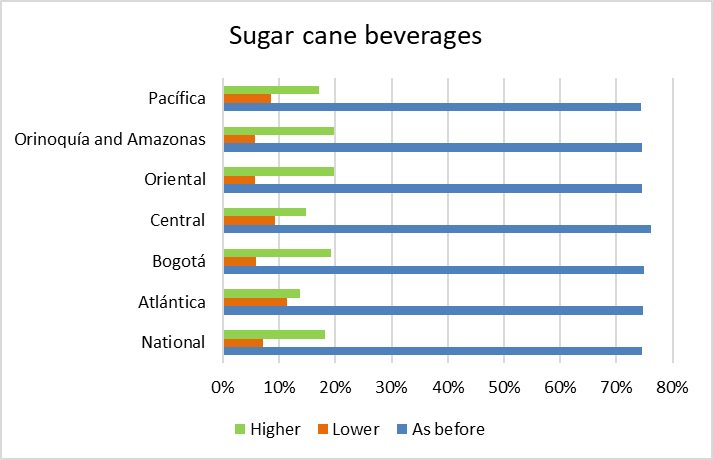 Sugar cane beverages
Pacífica
Orinoquía and Amazonas
Oriental
Central
Bogotá
Atlántica
National
0% 10% 20% 30% 40% 50% 60% 70% 80%
Higher Lower As before